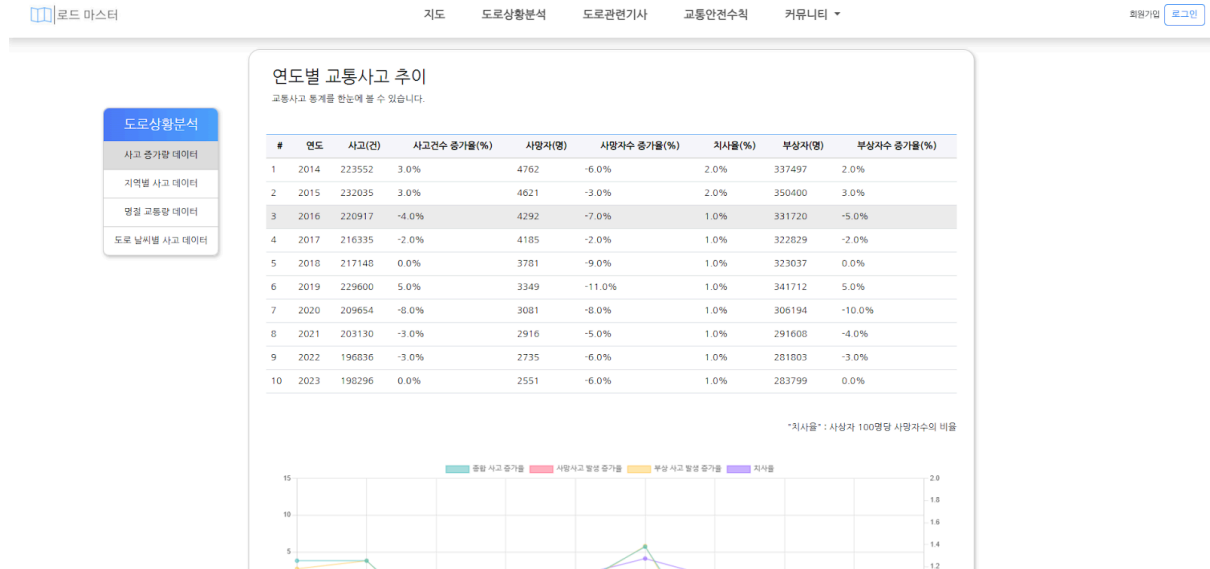 로드 마스터 지도 도로상황분석 도로관련기사 교통안전수칙 커뮤니티 회원가입 로그인
연도별 교통사고 추이
교통사고 통계를 한눈에 볼 수 있습니다.
도로상황분석
사고 증가량 데이터
지역별 사고 데이터
명절 교통량 데이터
도로 날씨별 사고 데이터
# 연도 사고(건) 사고건수 증가율(%) 사망자(명) 사망자수 증가율(%) 치사율(%) 부상자(명) 부상자수 증가율(%)
1 2014 223552 3.0% 4762 -6.0% 2.0% 337497 2.0%
2 2015 232035 3.0% 4621 -3.0% 2.0% 350400 3.0%
3 2016 220917 -4.0% 4292 -7.0% 1.0% 331720 -5.0%
4 2017 216335 -2.0% 4185 -2.0% 1.0% 322829 -2.0%
5 2018 217148 0.0% 3781 -9.0% 1.0% 323037 0.0%
6 2019 229600 5.0% 3349 -11.0% 1.0% 341712 5.0%
7 2020 209654 -8.0% 3081 -8.0% 1.0% 306194 -10.0%
8 2021 203130 -3.0% 2916 -5.0% 1.0% 291608 -4.0%
9 2022 196836 -3.0% 2735 -6.0% 1.0% 281803 -3.0%
10 2023 198296 0.0% 2551 -6.0% 1.0% 283799 0.0%
"치사율" : 사상자 100명당 사망자수의 비율
종합 사고 증가율 사망사고 발생 증가율 부상 사고 발생 증가율 치사율
15 2.0
1.8
10
1.6
1.4
5
1.2